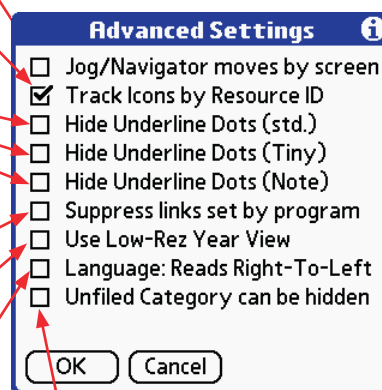 Advanced Settings
Jog/Navigator moves by screen
Track Icons by Resource ID
Hide Underline Dots (std.)
Hide Underline Dots (Tiny)
Hide Underline Dots (Note)
Suppress links set by program
Use Low-Rez Year View
Language: Reads Right-To-Left
Unfiled Category can be hidden
OK Cancel